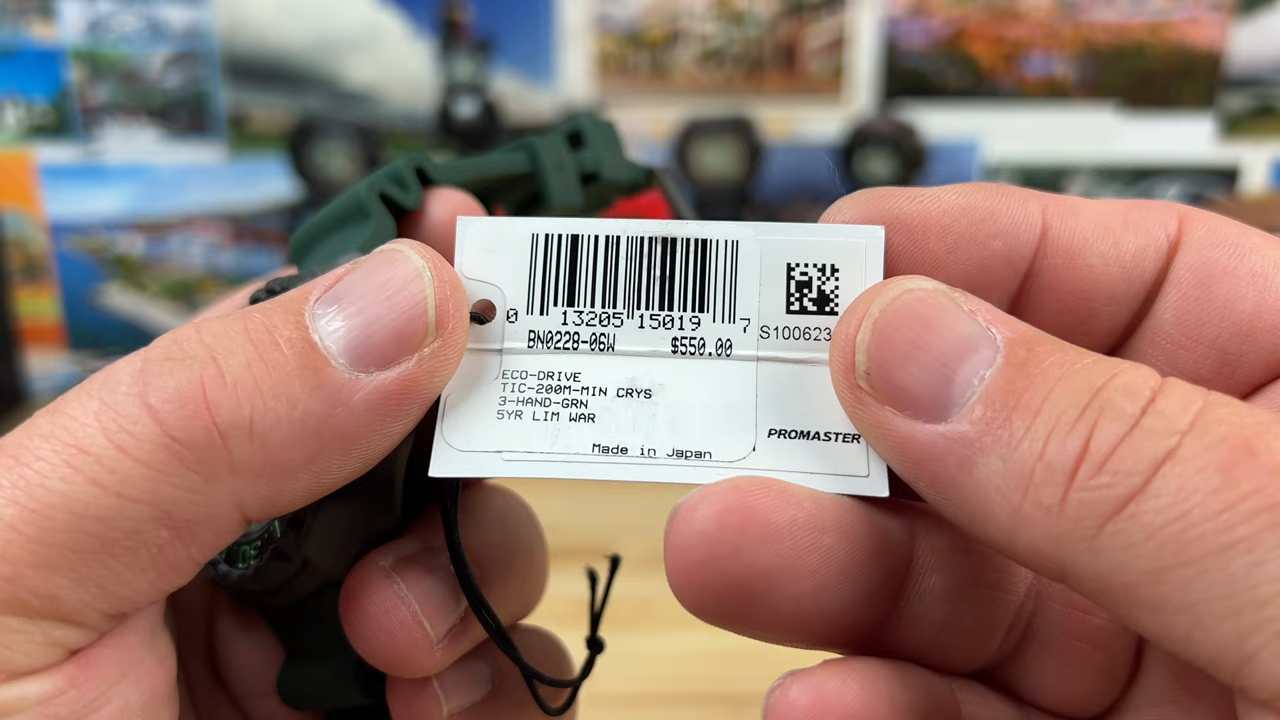 0 13205 15019 7
BN0228-06W $550.00
S100623
ECO-DRIVE
TIC-200M-MIN CRYS
3-HAND-GRN
5YR LIM WAR
Made in Japan
PROMASTER